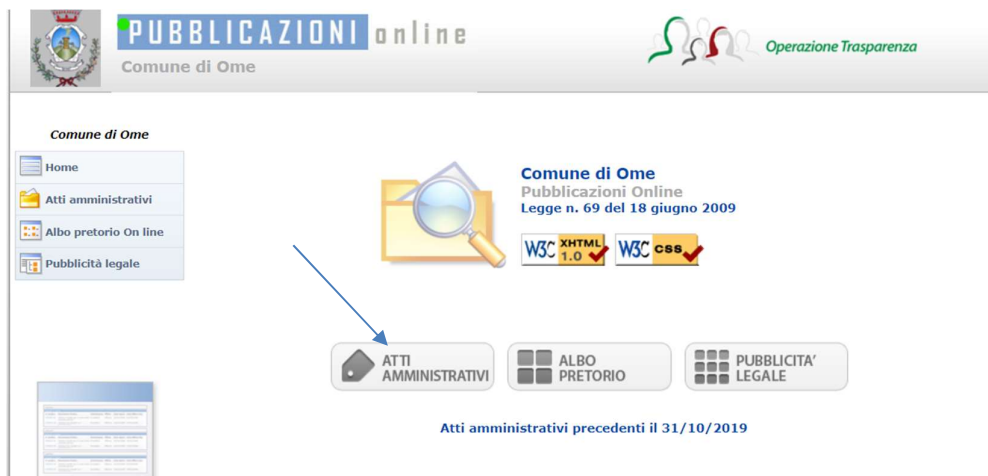 PUBBLICAZIONI online
Comune di Ome
Operazione Trasparenza
Comune di Ome
Home
Atti amministrativi
Albo pretorio On line
Pubblicità legale
Comune di Ome
Pubblicazioni Online
Legge n. 69 del 18 giugno 2009
W3C XHTML 1.0
W3C css
ATTI
AMMINISTRATIVI
ALBO
PRETORIO
PUBBLICITA'
LEGALE
Atti amministrativi precedenti il 31/10/2019